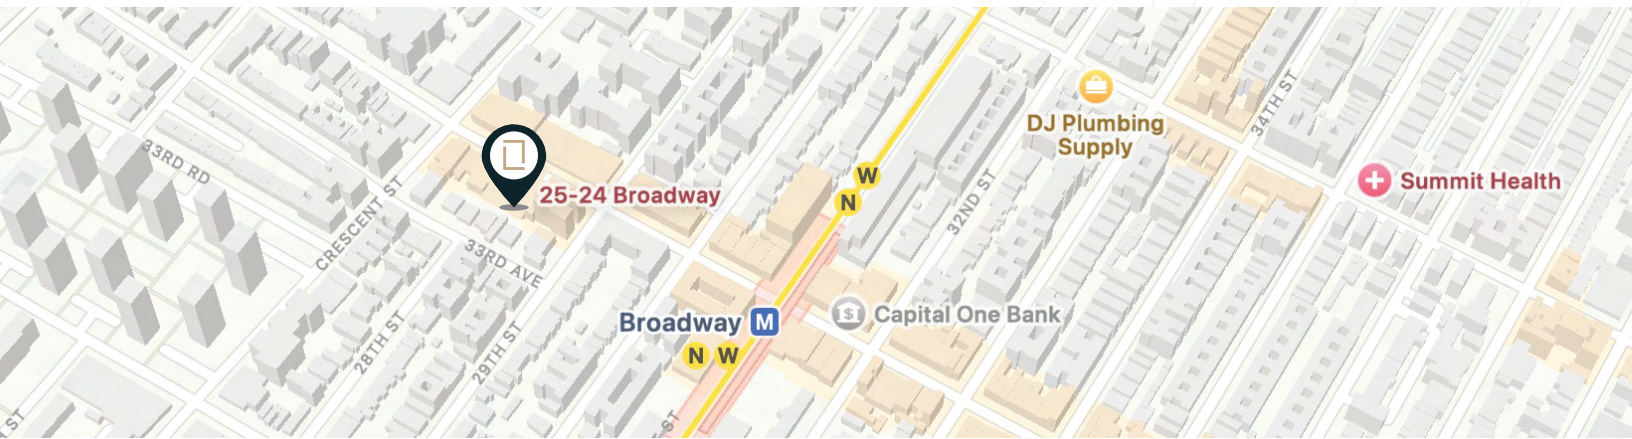 33RD RD
CRESCENT ST
25-24 Broadway
33RD AVE
28TH ST
29TH ST
Broadway M
N W
W
N
32ND ST
DJ Plumbing
Supply
34TH ST
Summit Health
Capital One Bank
ST
ST